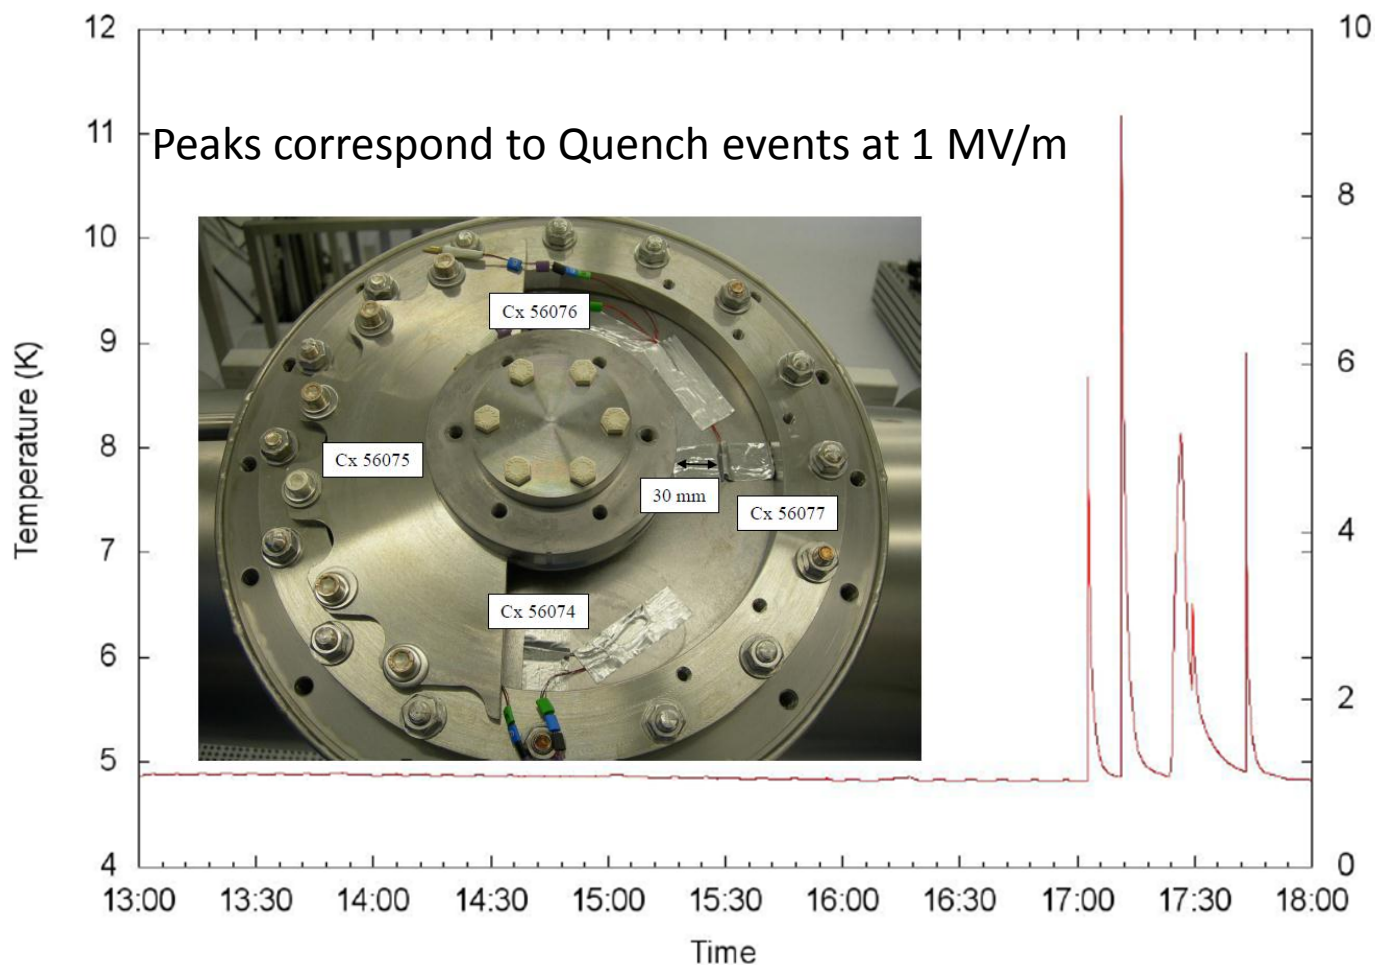 Peaks correspond to Quench events at 1 MV/m
12
11
10
9
8
7
6
5
4
Temperature (K)
10
8
6
4
2
0
Cx 56076
Cx 56075
30 mm
Cx 56077
Cx 56074
13:00 13:30 14:00 14:30 15:00 15:30 16:00 16:30 17:00 17:30 18:00
Time